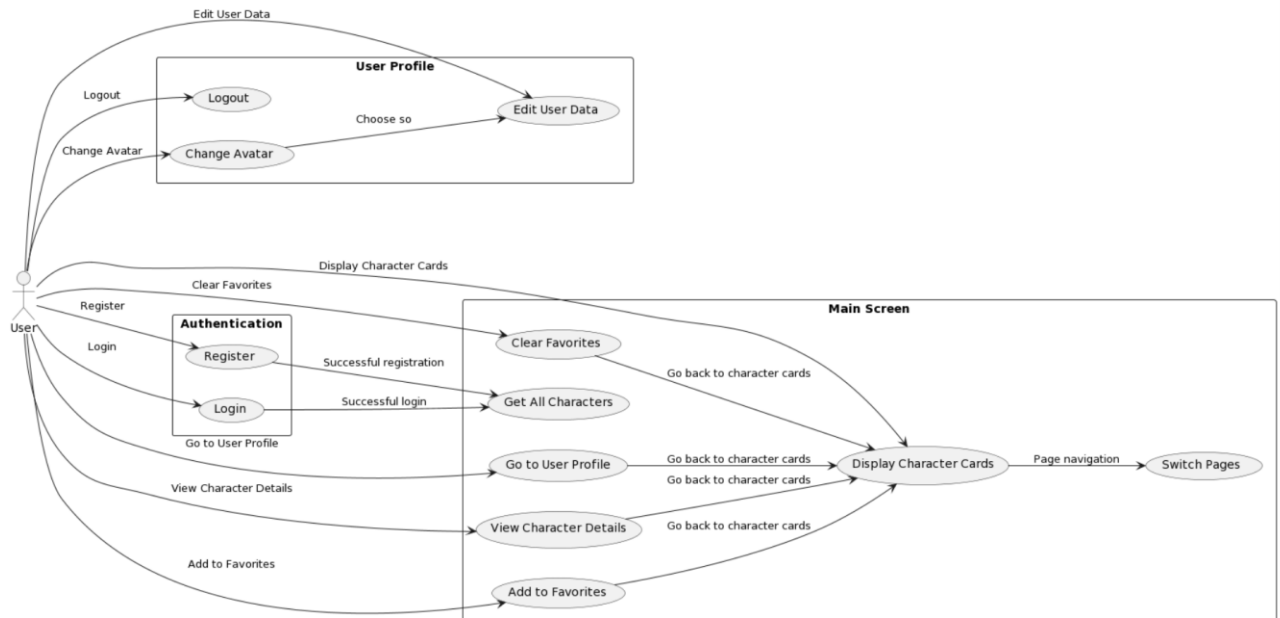 Edit User Data
User Profile
Logout
Logout
Edit User Data
Choose so
Change Avatar
Change Avatar
Display Character Cards
Clear Favorites
Main Screen
Register
User
Authentication
Clear Favorites
Login
Register
Successful registration
Go back to character cards
Get All Characters
Login
Successful login
Go to User Profile
Go to User Profile
Go back to character cards
Display Character Cards
Page navigation
Switch Pages
Go back to character cards
View Character Details
View Character Details
Go back to character cards
Add to Favorites
Add to Favorites